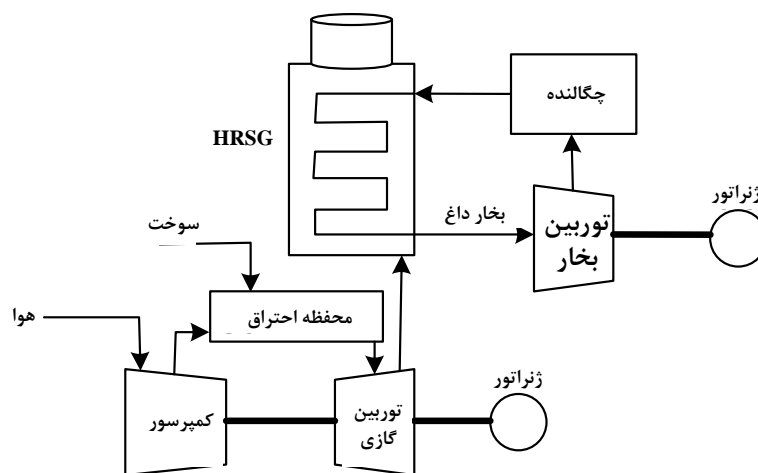 چگالنده
HRSG
ژنراتور
بخار داغ
توربین
بخار
سوخت
محفظه احتراق
هوا
ژنراتور
کمپرسور
توربین
گازی